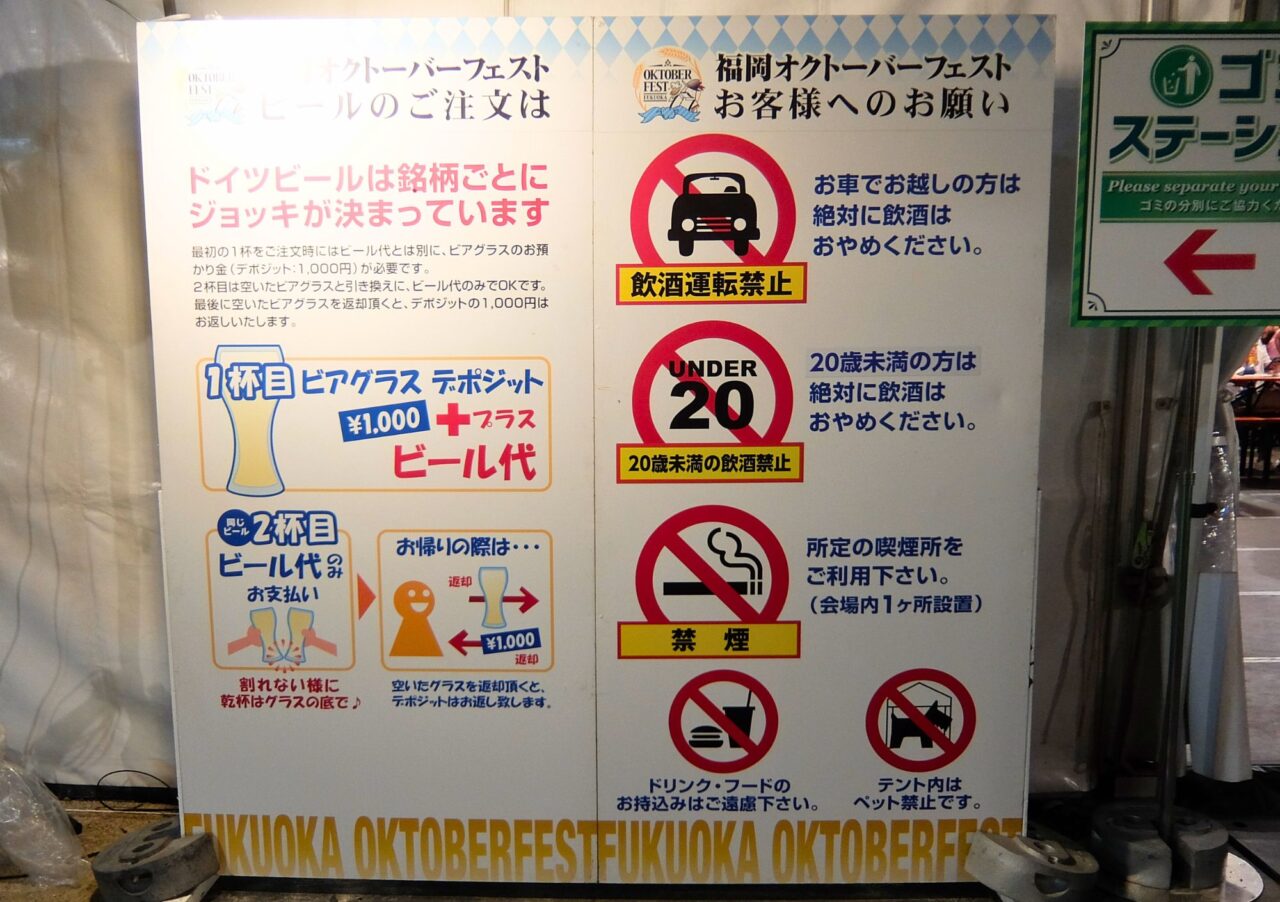 OKTOBER
FEST
オクトーバーフェスト
ビールのご注文は
ドイツビールは銘柄ごとに
ジョッキが決まっています
最初の1杯をご注文時にはビール代とは別に、ビアグラスのお預
かり金(デポジット:1,000円)が必要です。
2杯目は空いたビアグラスと引き換えに、ビール代のみでOKです。
最後に空いたビアグラスを返却頂くと、デポジットの1,000円は
お返しいたします。
1杯目 ビアグラス デポジット
¥1,000 +プラス
ビール代
同じ
ビール
2杯目
ビール代のみ
お支払い
割れない様に
乾杯はグラスの底で♪
お帰りの際は・・・
返却
¥1,000
返却
空いたグラスを返却頂くと、
デポジットはお返し致します。
FUKUOKA OKTOBERFEST
OKTOBER
FEST
FUKUOKA
福岡オクトーバーフェスト
お客様へのお願い
飲酒運転禁止
お車でお越しの方は
絶対に飲酒は
おやめください。
UNDER
20
20歳未満の飲酒禁止
20歳未満の方は
絶対に飲酒は
おやめください。
禁 煙
所定の喫煙所を
ご利用下さい。
(会場内1ヶ所設置)
ドリンク・フードの
お持込みはご遠慮下さい。
テント内は
ペット禁止です。
FUKUOKA OKTOBERFEST
ゴ
ステーシ
Please separate your
ゴミの分別にご協力く